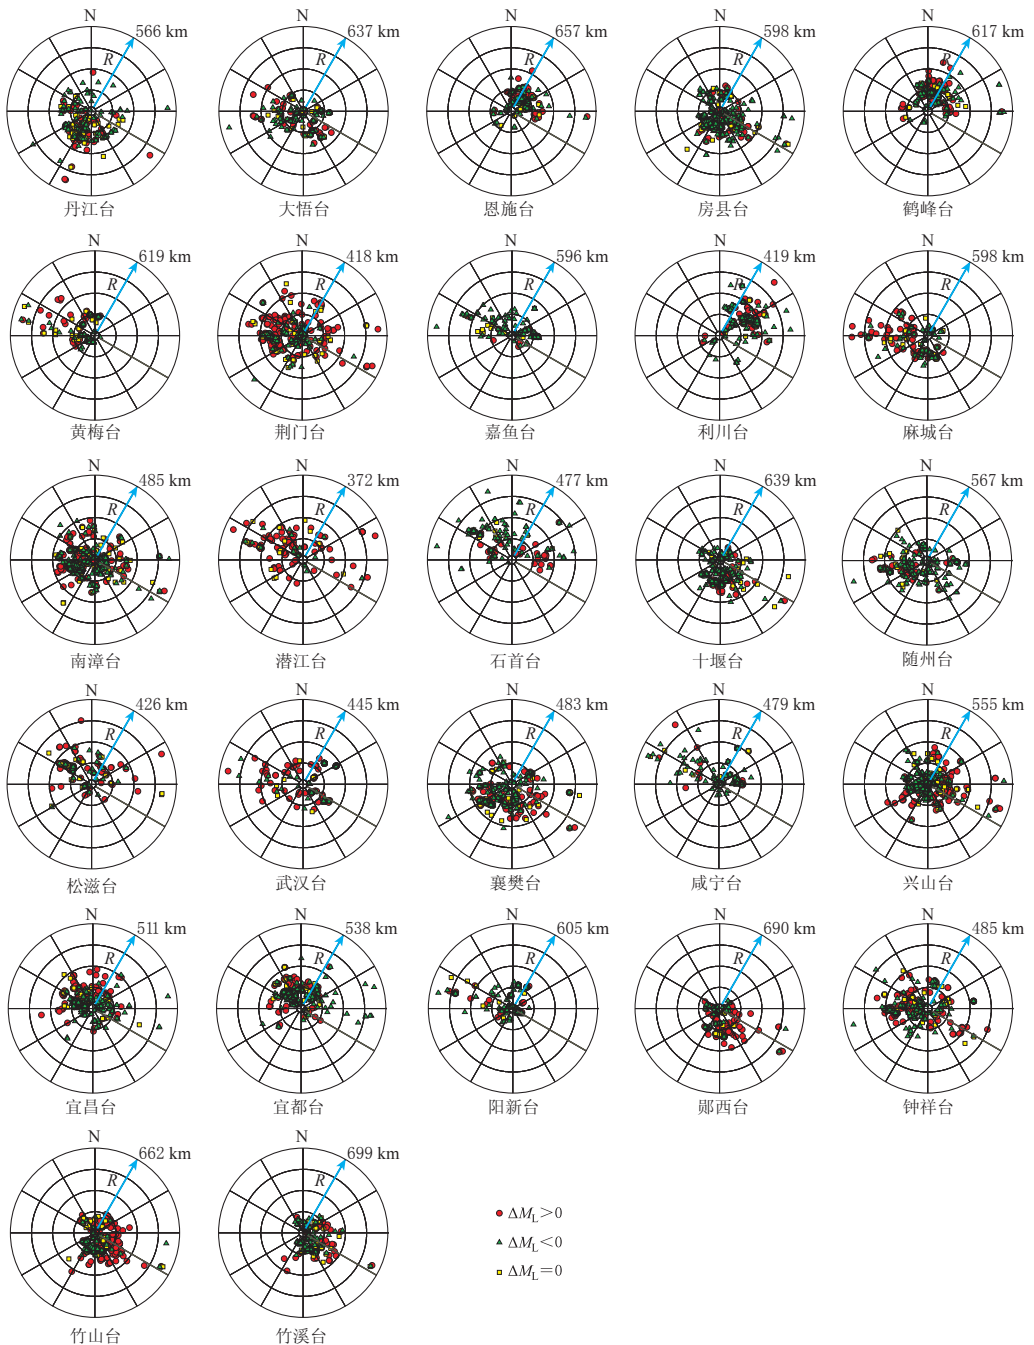 N 566 km N 637 km N 657 km N 598 km N 617 km
R R R R R
丹江台 大悟台 恩施台 房县台 鹤峰台
N 619 km N 418 km N 596 km N 419 km N 598 km
R R R R R
黄梅台 荆门台 嘉鱼台 利川台 麻城台
N 485 km N 372 km N 477 km N 639 km N 567 km
R R R R R
南漳台 潜江台 石首台 十堰台 随州台
N 426 km N 445 km N 483 km N 479 km N 555 km
R R R R R
松滋台 武汉台 襄樊台 咸宁台 兴山台
N 511 km N 538 km N 605 km N 690 km N 485 km
R R R R R
宜昌台 宜都台 阳新台 郧西台 钟祥台
N 662 km N 699 km
R R
ΔM_L>0
ΔM_L<0
ΔM_L=0
竹山台 竹溪台